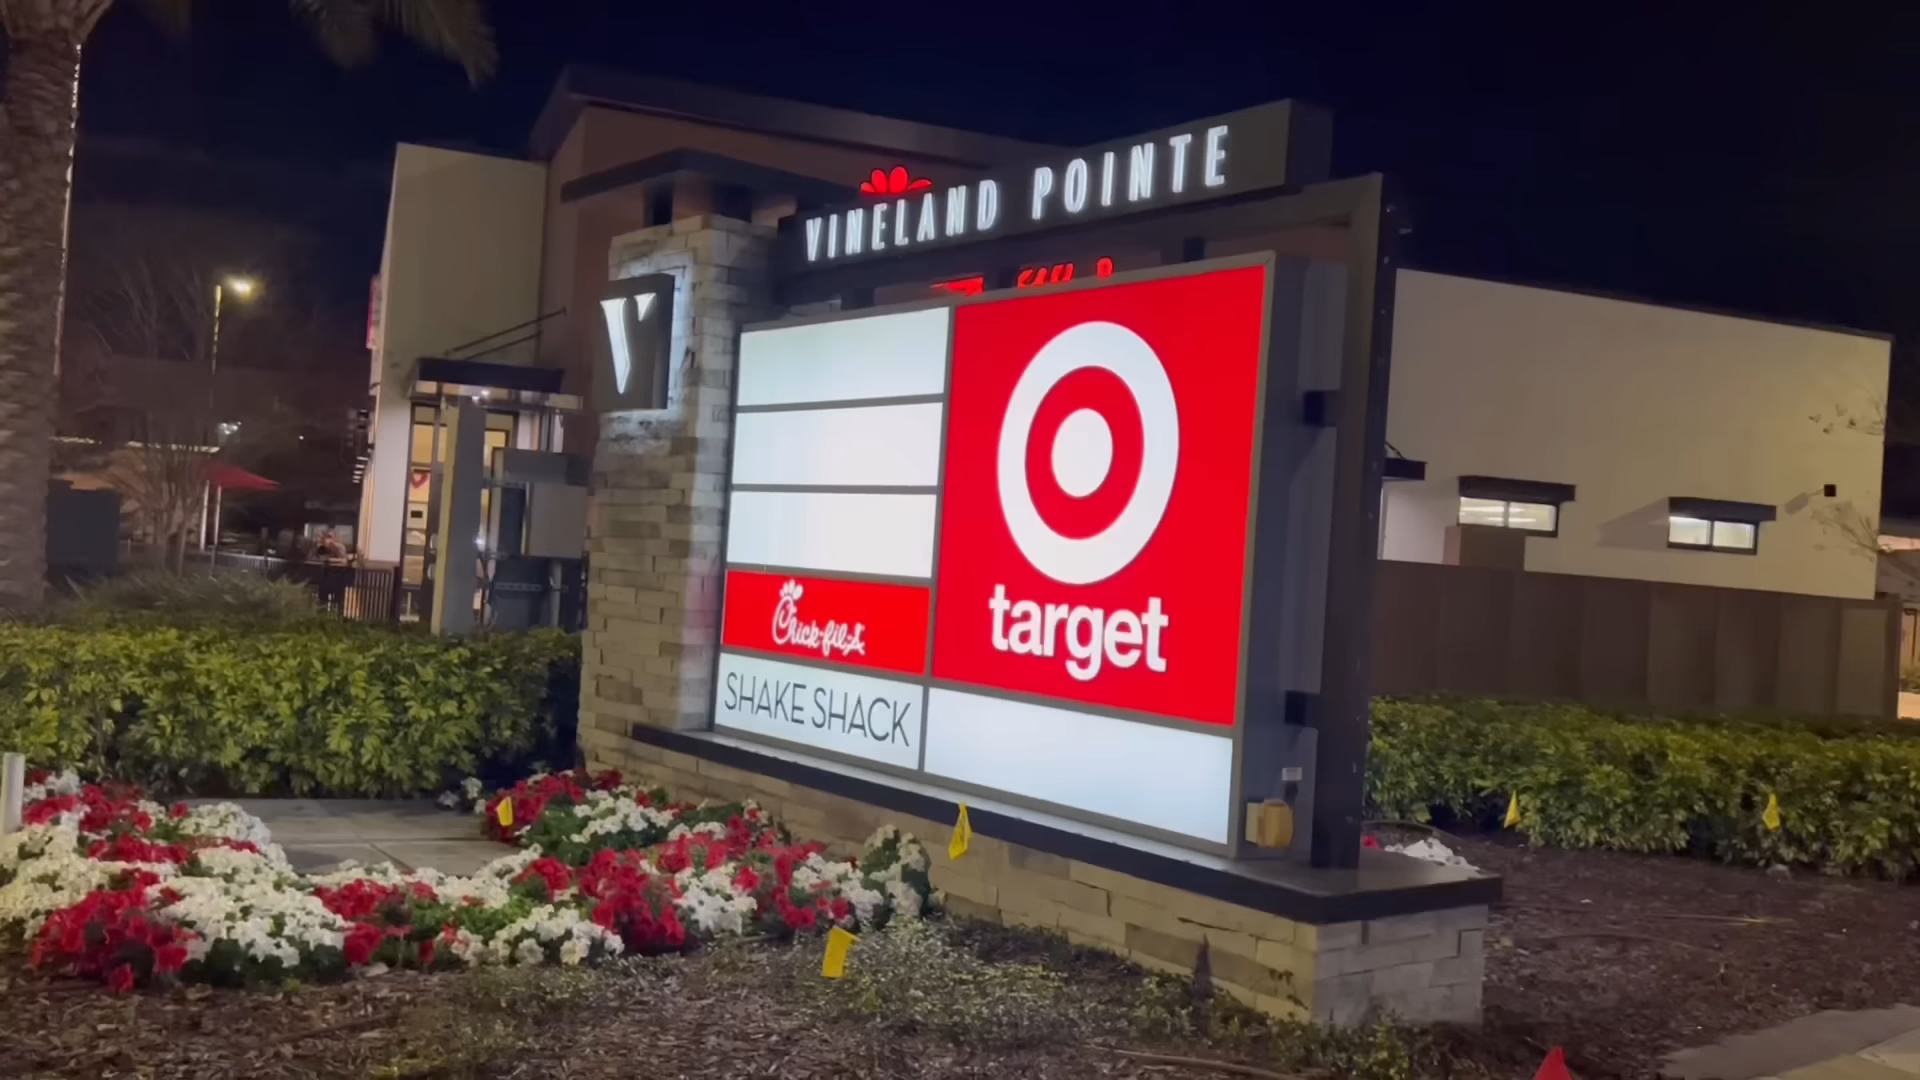 VINELAND POINTE
V
Chick-fil-A
SHAKE SHACK
target